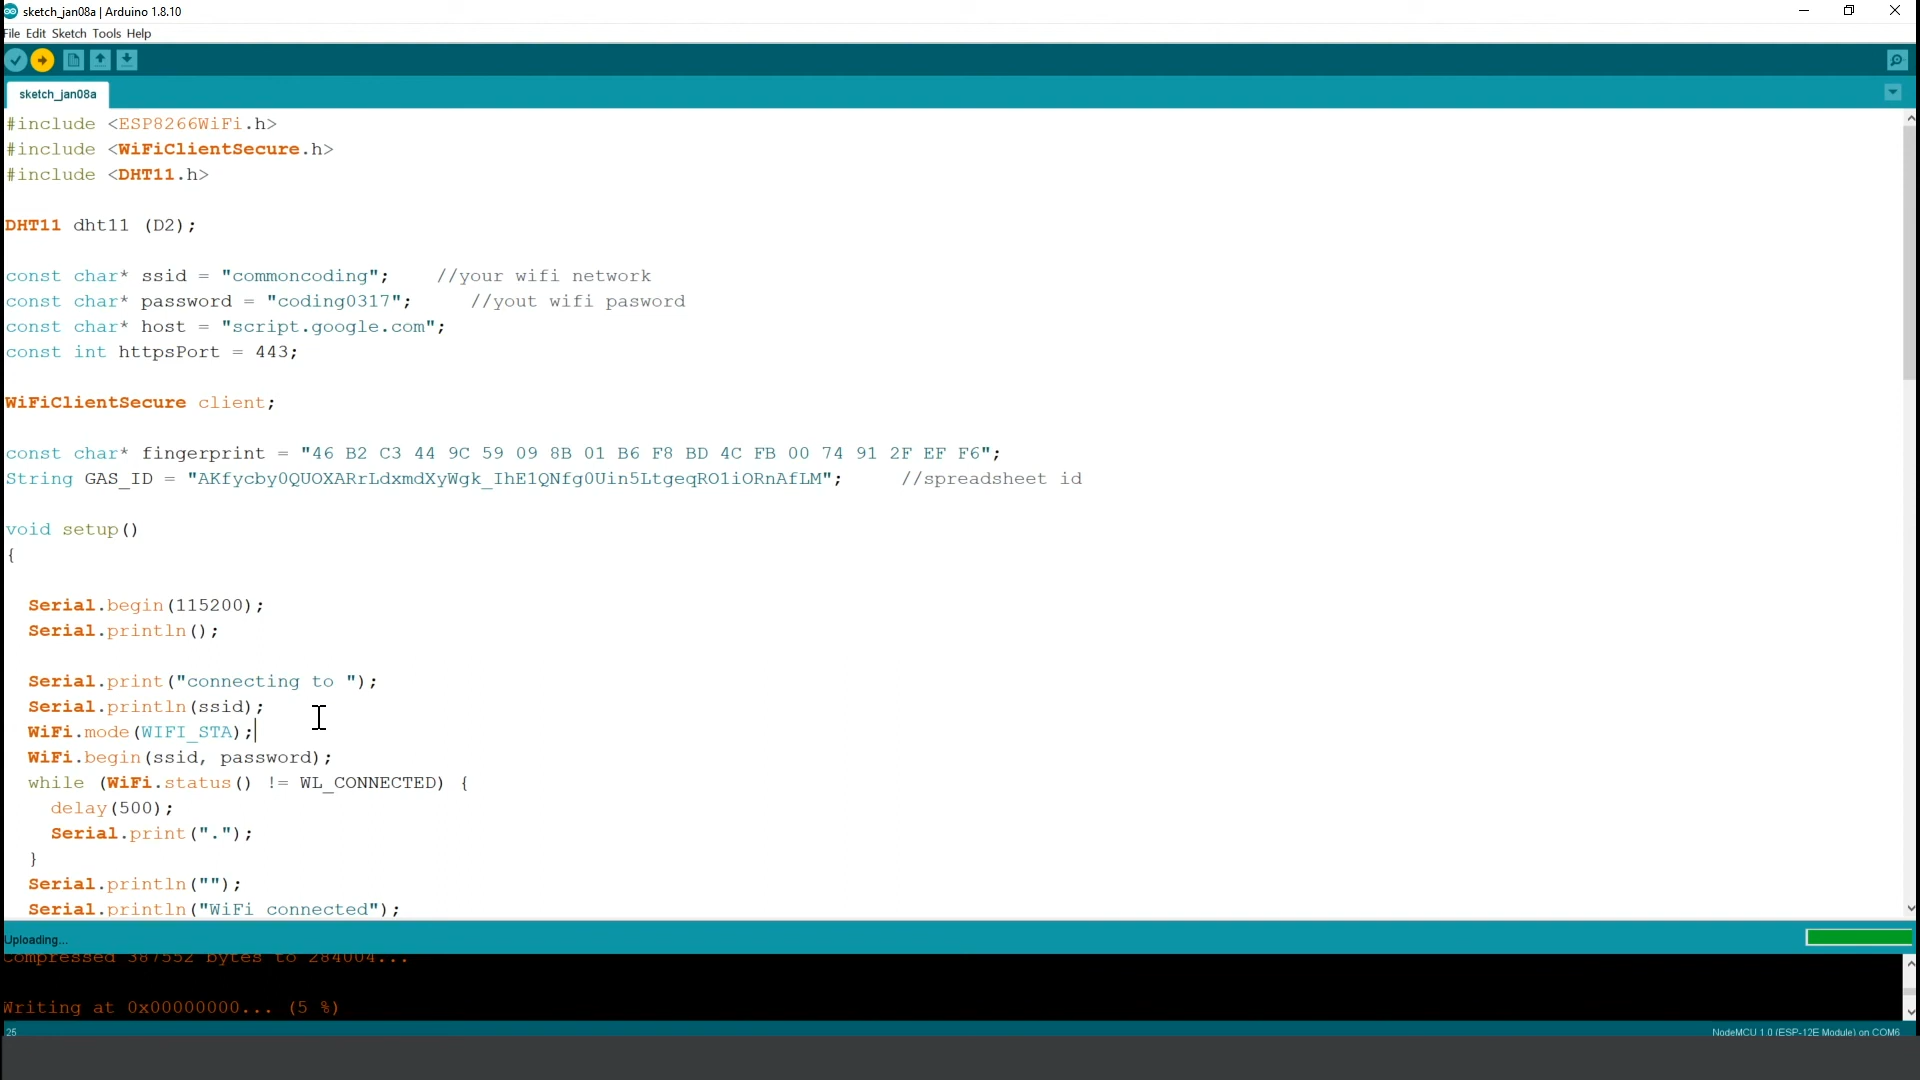 sketch_jan08a | Arduino 1.8.10
File Edit Sketch Tools Help
sketch_jan08a
#include <ESP8266WiFi.h>
#include <WiFiClientSecure.h>
#include <DHT11.h>
DHT11 dht11 (D2);
const char* ssid = "commoncoding";    //your wifi network
const char* password = "coding0317";     //yout wifi pasword
const char* host = "script.google.com";
const int httpsPort = 443;
WiFiClientSecure client;
const char* fingerprint = "46 B2 C3 44 9C 59 09 8B 01 B6 F8 BD 4C FB 00 74 91 2F EF F6";
String GAS_ID = "AKfycby0QUOXARrLdxmdXyWgk_IhE1QNfg0Uin5LtgeqRO1iORnAfLM";     //spreadsheet id
void setup()
{
Serial.begin(115200);
Serial.println();
Serial.print("connecting to ");
Serial.println(ssid);
WiFi.mode(WIFI_STA);
WiFi.begin(ssid, password);
while (WiFi.status() != WL_CONNECTED) {
delay(500);
Serial.print(".");
}
Serial.println("");
Serial.println("WiFi connected");
Uploading...
Compressed 387552 bytes to 284004...
Writing at 0x00000000... (5 %)
25
NodeMCU 1.0 (ESP-12E Module) on COM6